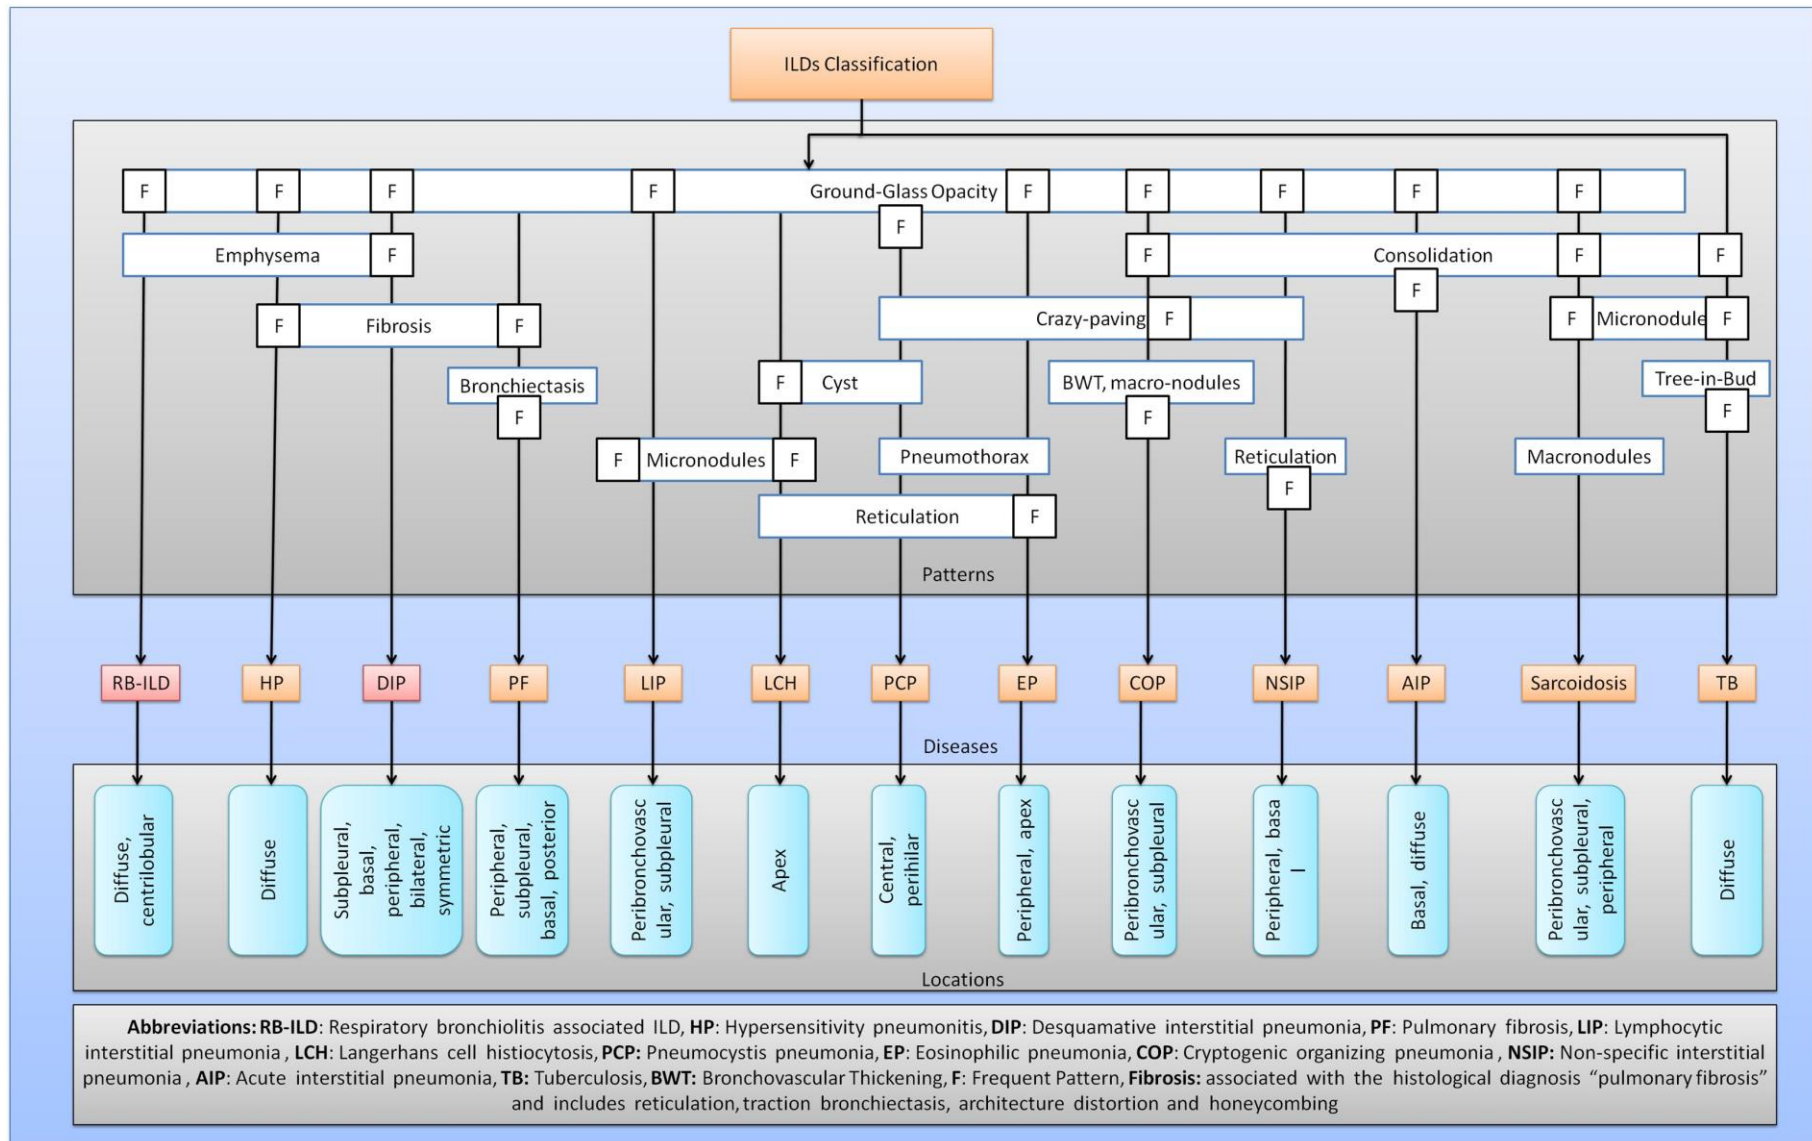 ILDs Classification
F F F F Ground-Glass Opacity F F F F F
F
Emphysema F F Consolidation F F
F
F Fibrosis F Crazy-paving F F Micronodule F
Bronchiectasis F Cyst BWT, macro-nodules Tree-in-Bud
F F F
F Micronodules F Pneumothorax Reticulation Macronodules
F
Reticulation F
Patterns
RB-ILD HP DIP PF LIP LCH PCP EP COP NSIP AIP Sarcoidosis TB
Diseases
Diffuse,
centrilobular
Diffuse
Subpleural,
basal,
peripheral,
bilateral,
symmetric
Peripheral,
subpleural,
basal, posterior
Peribronchovasc
ular, subpleural
Apex
Central,
perihilar
Peripheral, apex
Peribronchovasc
ular, subpleural
Peripheral, basa
l
Basal, diffuse
Peribronchovasc
ular, subpleural,
peripheral
Diffuse
Locations
Abbreviations: RB-ILD: Respiratory bronchiolitis associated ILD, HP: Hypersensitivity pneumonitis, DIP: Desquamative interstitial pneumonia, PF: Pulmonary fibrosis, LIP: Lymphocytic
interstitial pneumonia , LCH: Langerhans cell histiocytosis, PCP: Pneumocystis pneumonia, EP: Eosinophilic pneumonia, COP: Cryptogenic organizing pneumonia , NSIP: Non-specific interstitial
pneumonia , AIP: Acute interstitial pneumonia, TB: Tuberculosis, BWT: Bronchovascular Thickening, F: Frequent Pattern, Fibrosis: associated with the histological diagnosis “pulmonary fibrosis”
and includes reticulation, traction bronchiectasis, architecture distortion and honeycombing